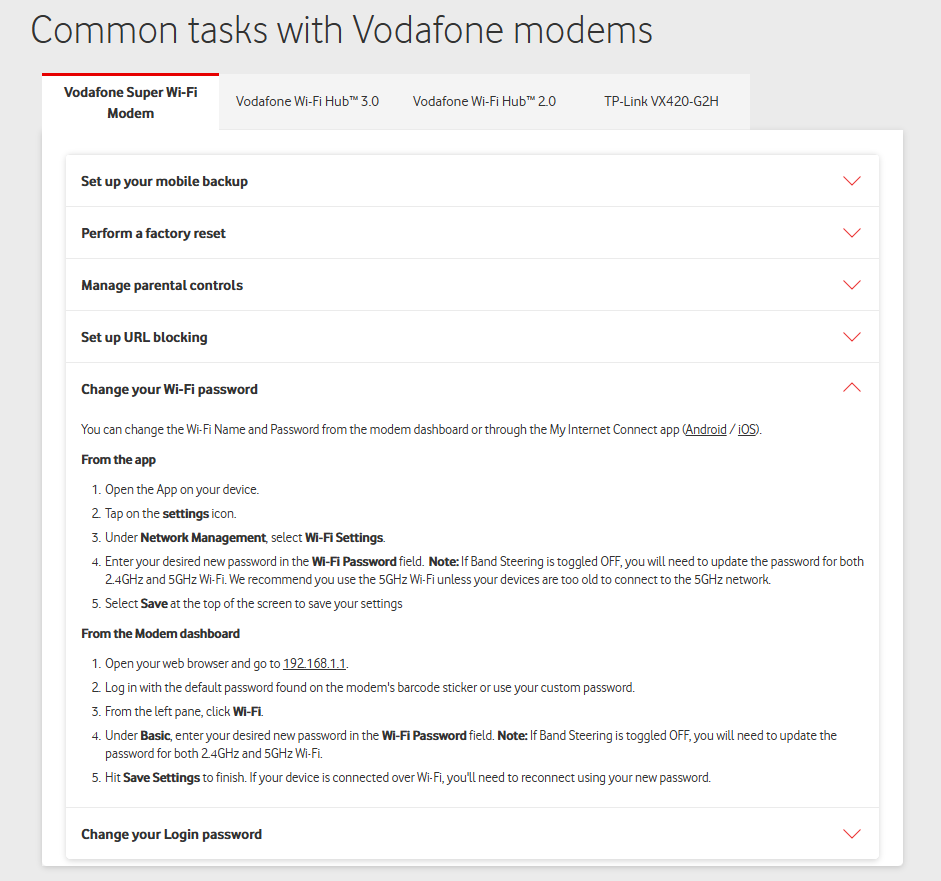 Common tasks with Vodafone modems
Vodafone Super Wi-Fi
Modem
Vodafone Wi-Fi Hub™ 3.0
Vodafone Wi-Fi Hub™ 2.0
TP-Link VX420-G2H
Set up your mobile backup
Perform a factory reset
Manage parental controls
Set up URL blocking
Change your Wi-Fi password
You can change the Wi-Fi Name and Password from the modem dashboard or through the My Internet Connect app (Android / iOS).
From the app
1. Open the App on your device.
2. Tap on the settings icon.
3. Under Network Management, select Wi-Fi Settings.
4. Enter your desired new password in the Wi-Fi Password field. Note: If Band Steering is toggled OFF, you will need to update the password for both
2.4GHz and 5GHz Wi-Fi. We recommend you use the 5GHz Wi-Fi unless your devices are too old to connect to the 5GHz network.
5. Select Save at the top of the screen to save your settings
From the Modem dashboard
1. Open your web browser and go to 192.168.1.1.
2. Log in with the default password found on the modem's barcode sticker or use your custom password.
3. From the left pane, click Wi-Fi.
4. Under Basic, enter your desired new password in the Wi-Fi Password field. Note: If Band Steering is toggled OFF, you will need to update the
password for both 2.4GHz and 5GHz Wi-Fi.
5. Hit Save Settings to finish. If your device is connected over Wi-Fi, you'll need to reconnect using your new password.
Change your Login password